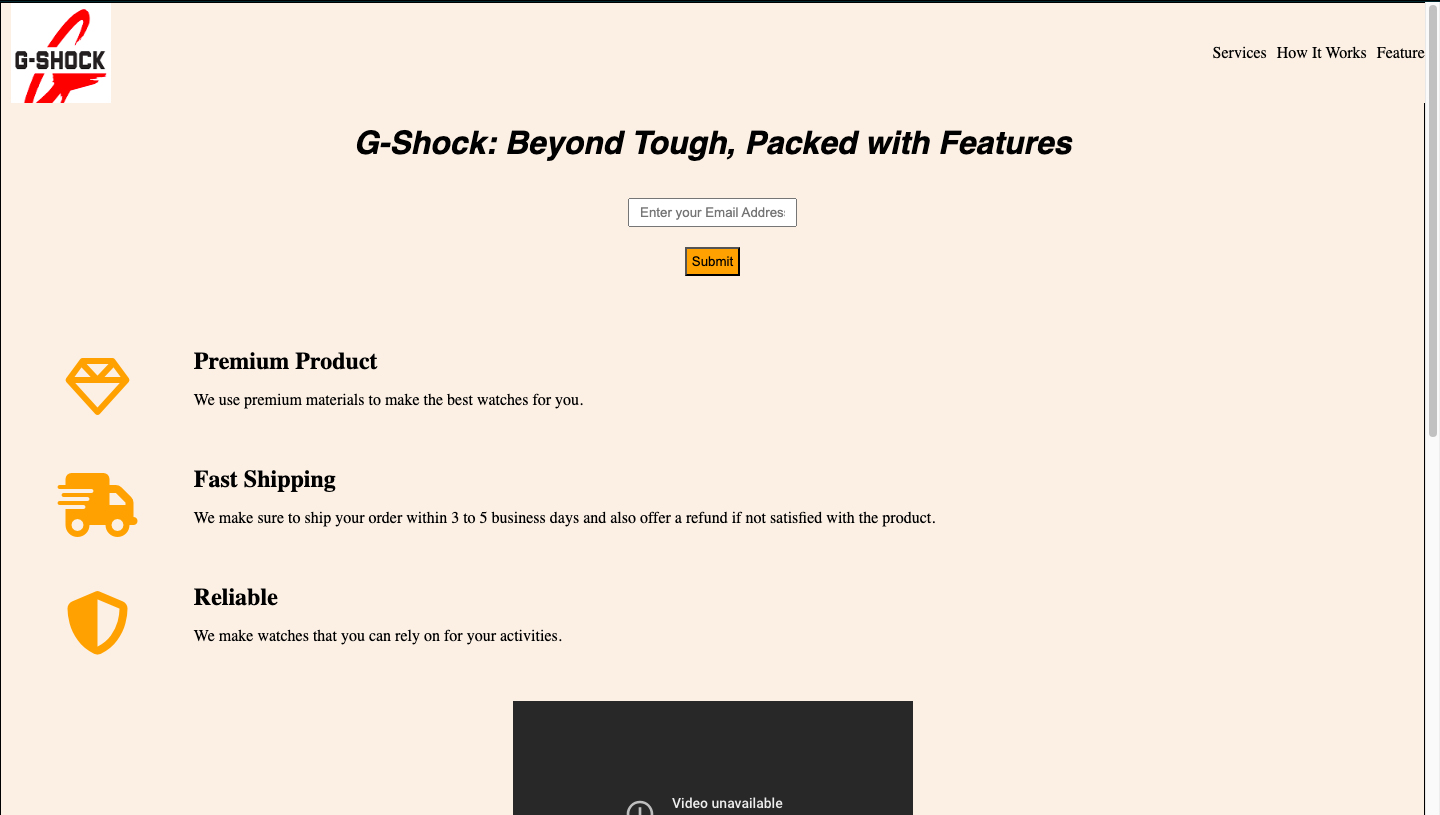 G-SHOCK
Services How It Works Feature
G-Shock: Beyond Tough, Packed with Features
Enter your Email Addres
Submit
Premium Product
We use premium materials to make the best watches for you.
Fast Shipping
We make sure to ship your order within 3 to 5 business days and also offer a refund if not satisfied with the product.
Reliable
We make watches that you can rely on for your activities.
Video unavailable